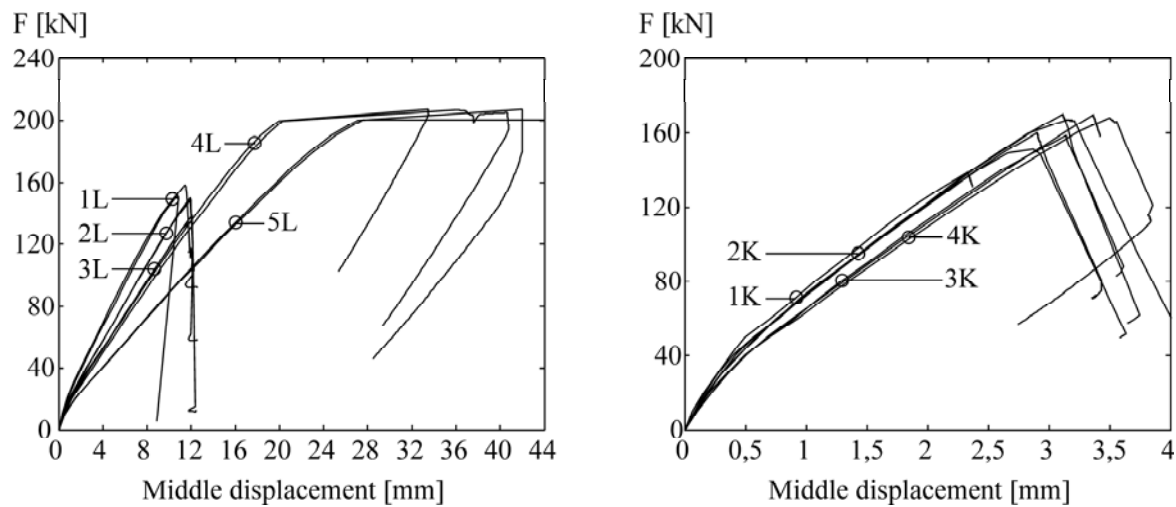 F [kN]
240
200
160
120
80
40
0
0 4 8 12 16 20 24 28 32 36 40 44
Middle displacement [mm]
1L
2L
3L
4L
5L
F [kN]
200
160
120
80
40
0
0 0,5 1 1,5 2 2,5 3 3,5 4
Middle displacement [mm]
2K
1K
4K
3K